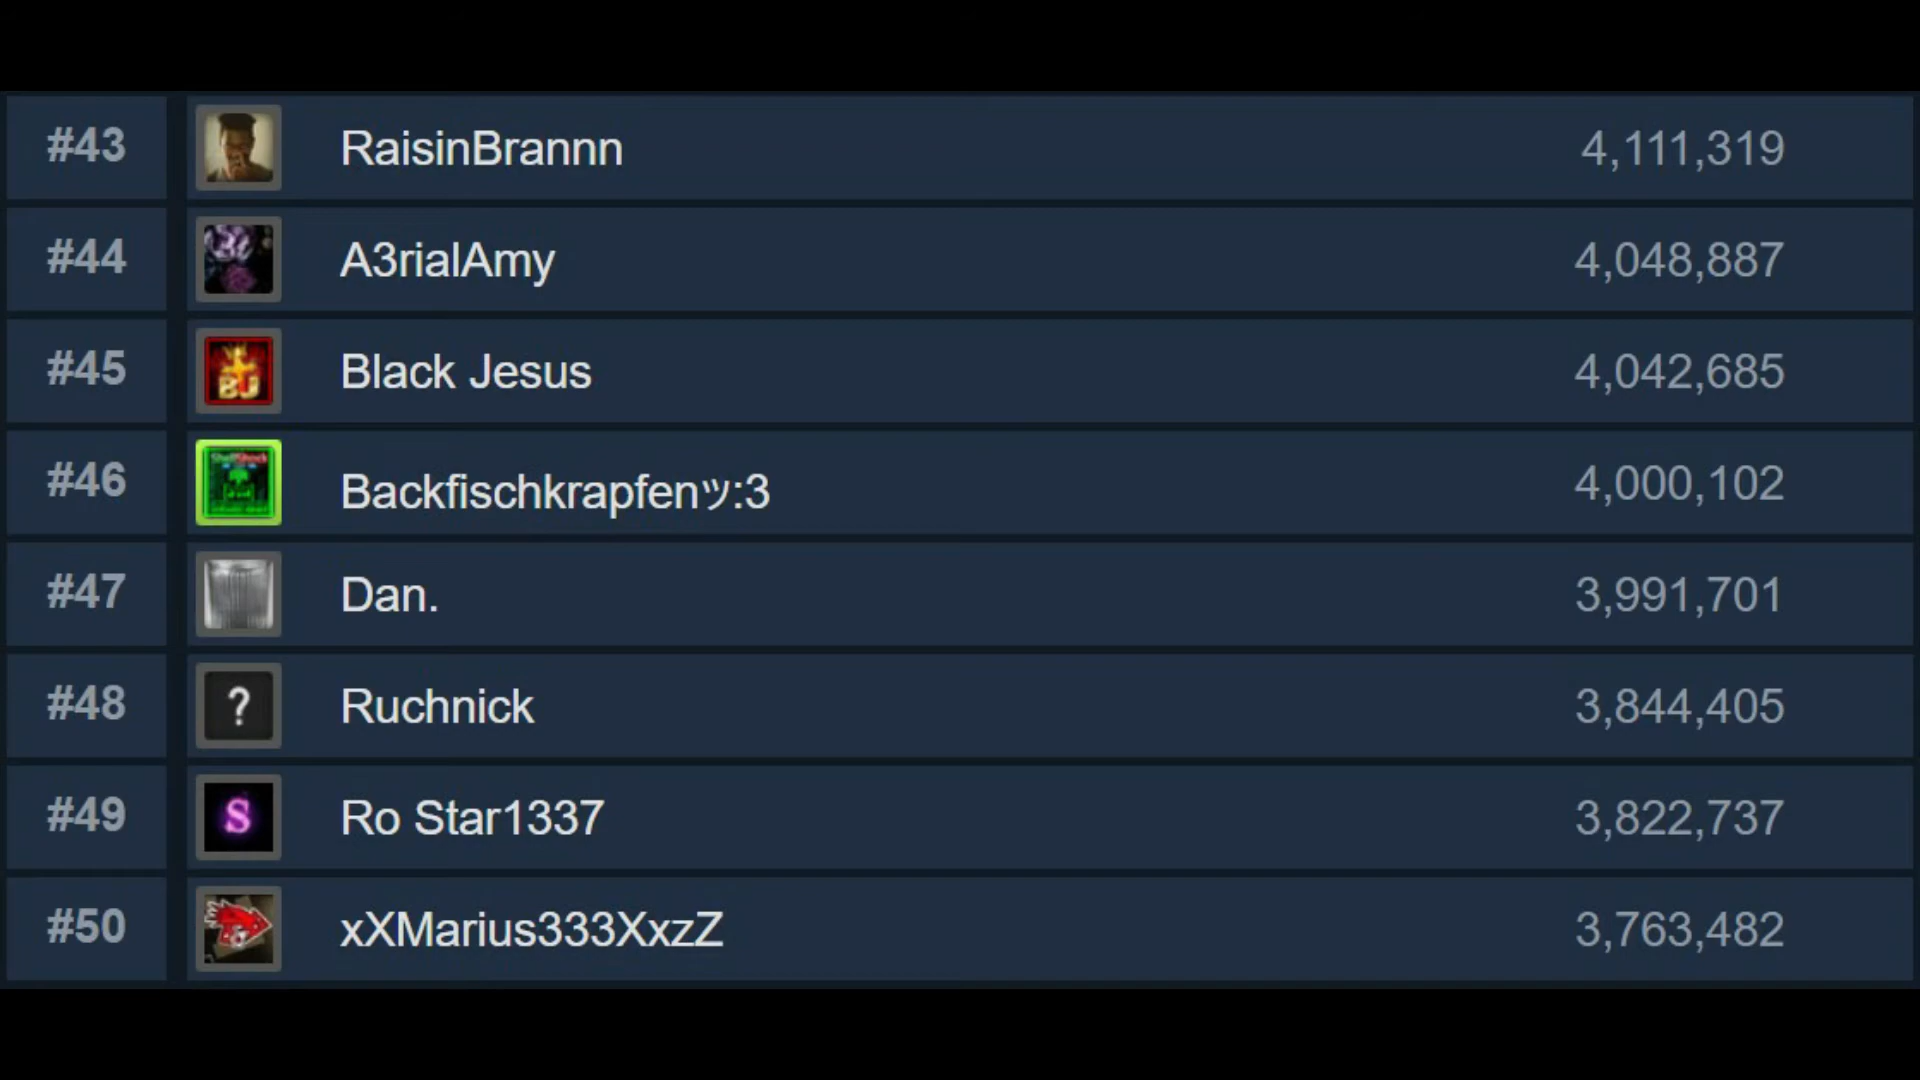 #43 RaisinBrannn 4,111,319
#44 A3rialAmy 4,048,887
#45 BJ Black Jesus 4,042,685
#46 ShellShock Backfischkrapfenツ:3 4,000,102
#47 Dan. 3,991,701
#48 ? Ruchnick 3,844,405
#49 S Ro Star1337 3,822,737
#50 xXMarius333XxzZ 3,763,482